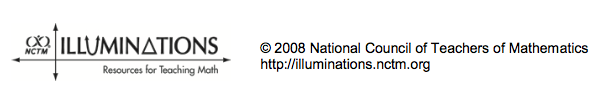 NCTM
ILLUMINATIONS
Resources for Teaching Math
© 2008 National Council of Teachers of Mathematics
http://illuminations.nctm.org